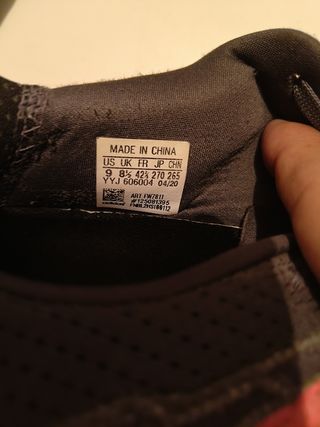 MADE IN CHINA
US UK FR JP CHN
9 8½ 42⅔ 270 265
YYJ 606004 04/20
ART FW7811
#125081395